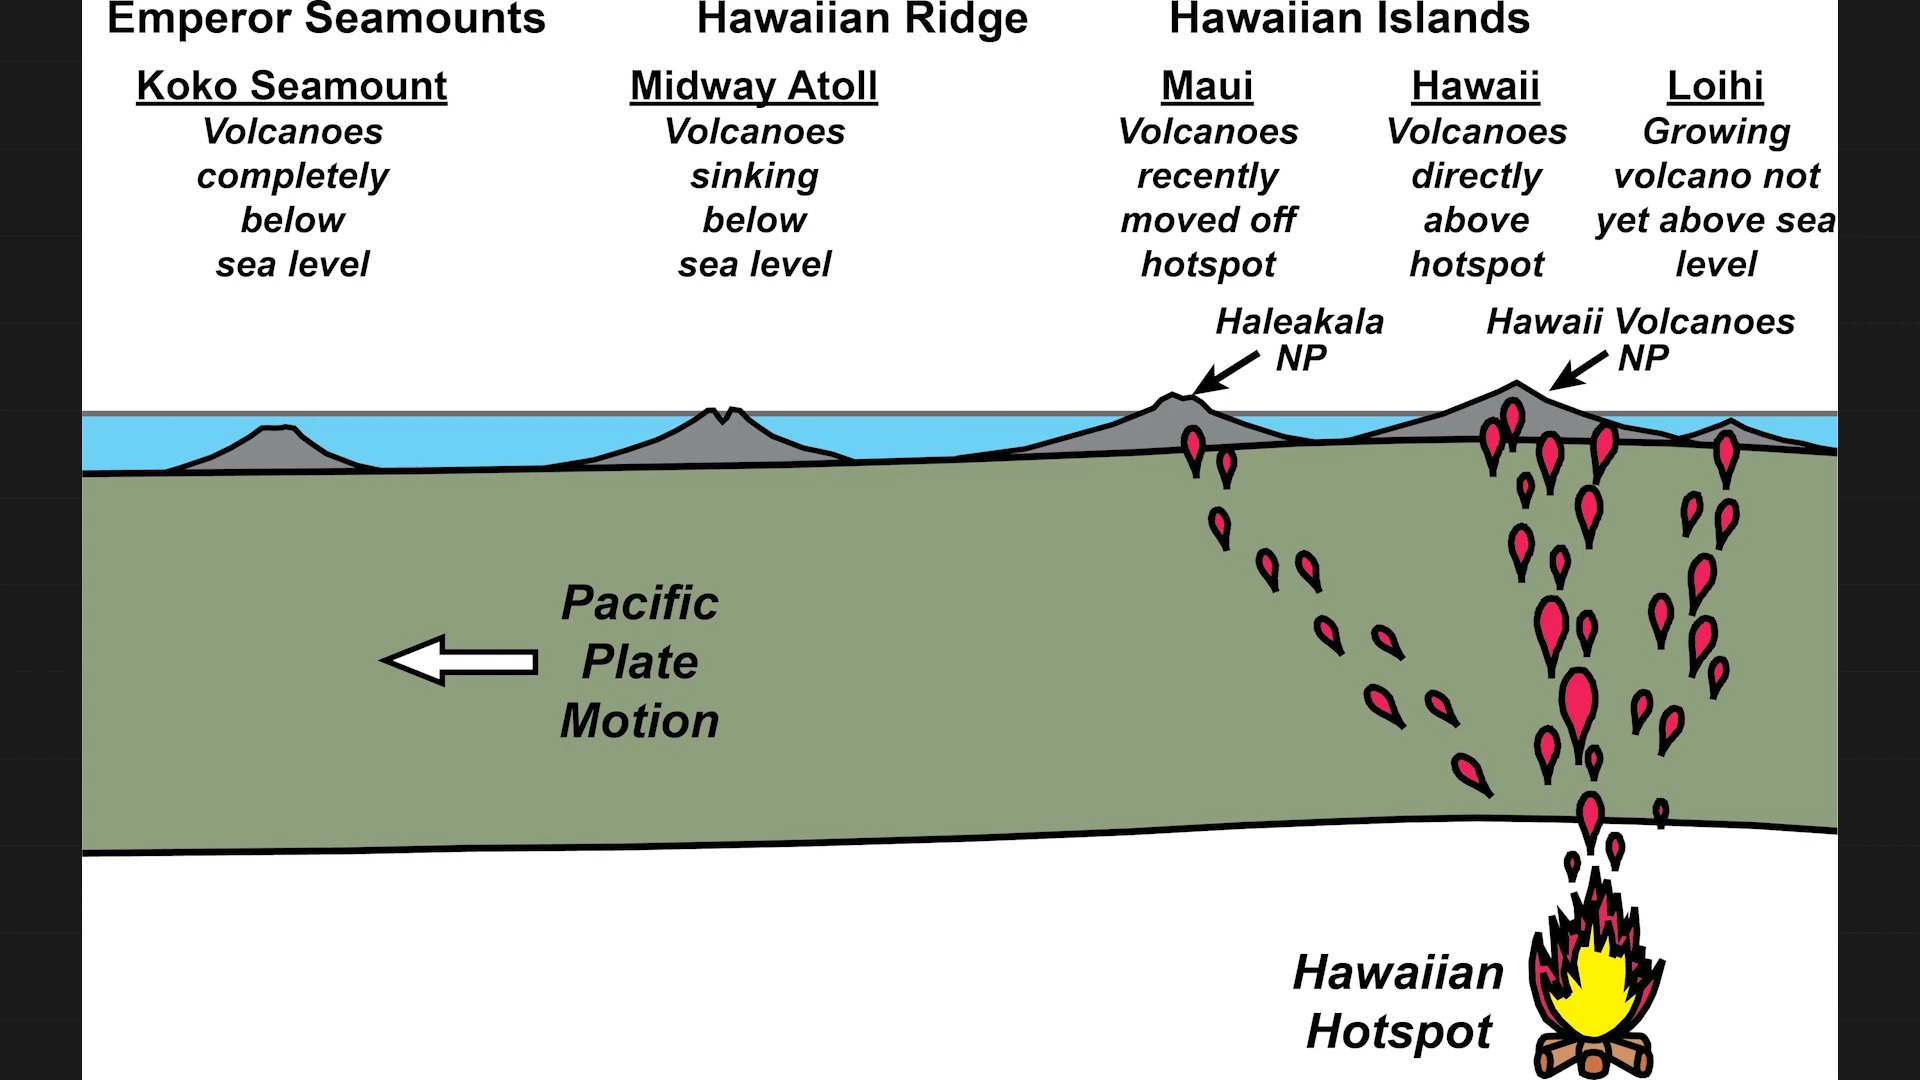 Emperor Seamounts
Hawaiian Ridge
Hawaiian Islands
Koko Seamount
Volcanoes
completely
below
sea level
Midway Atoll
Volcanoes
sinking
below
sea level
Maui
Volcanoes
recently
moved off
hotspot
Hawaii
Volcanoes
directly
above
hotspot
Loihi
Growing
volcano not
yet above sea
level
Haleakala
NP
Hawaii Volcanoes
NP
Pacific
Plate
Motion
Hawaiian
Hotspot